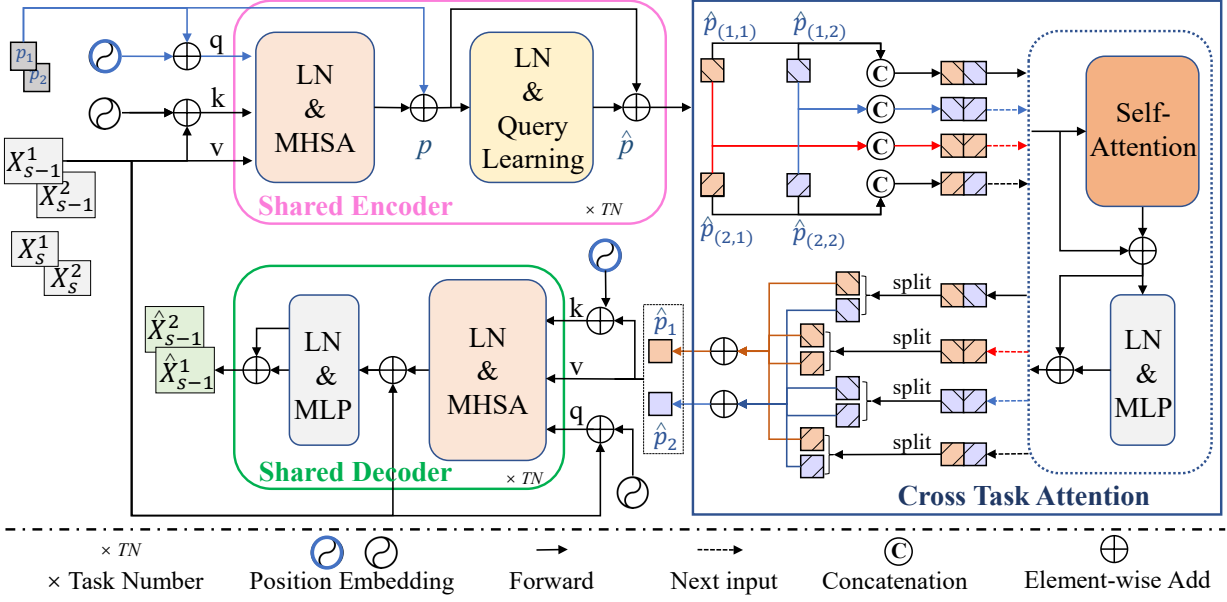 p₁
p₂
q
k
v
X¹ₛ₋₁
X²ₛ₋₁
X¹ₛ
X²ₛ
LN
&
MHSA
p
LN
&
Query
Learning
p̂
Shared Encoder
× TN
p̂₍₁,₁₎
p̂₍₁,₂₎
C
C
C
C
p̂₍₂,₁₎
p̂₍₂,₂₎
Self-
Attention
LN
&
MLP
split
split
split
split
Cross Task Attention
p̂₁
p̂₂
k
v
q
LN
&
MHSA
LN
&
MLP
X̂²ₛ₋₁
X̂¹ₛ₋₁
Shared Decoder
× TN
× TN
× Task Number
Position Embedding
Forward
Next input
C
Concatenation
Element-wise Add